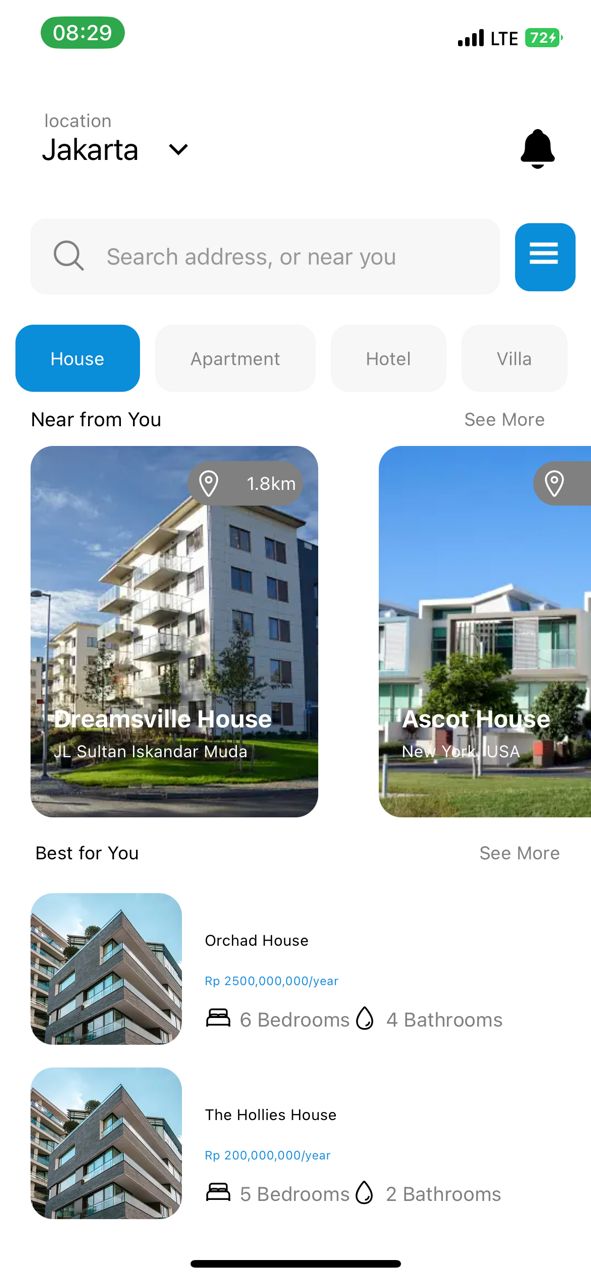 08:29
LTE 72
location
Jakarta
Search address, or near you
House Apartment Hotel Villa
Near from You See More
1.8km
Dreamsville House
JL Sultan Iskandar Muda
Ascot House
New York, USA
Best for You See More
Orchad House
Rp 2500,000,000/year
6 Bedrooms 4 Bathrooms
The Hollies House
Rp 200,000,000/year
5 Bedrooms 2 Bathrooms